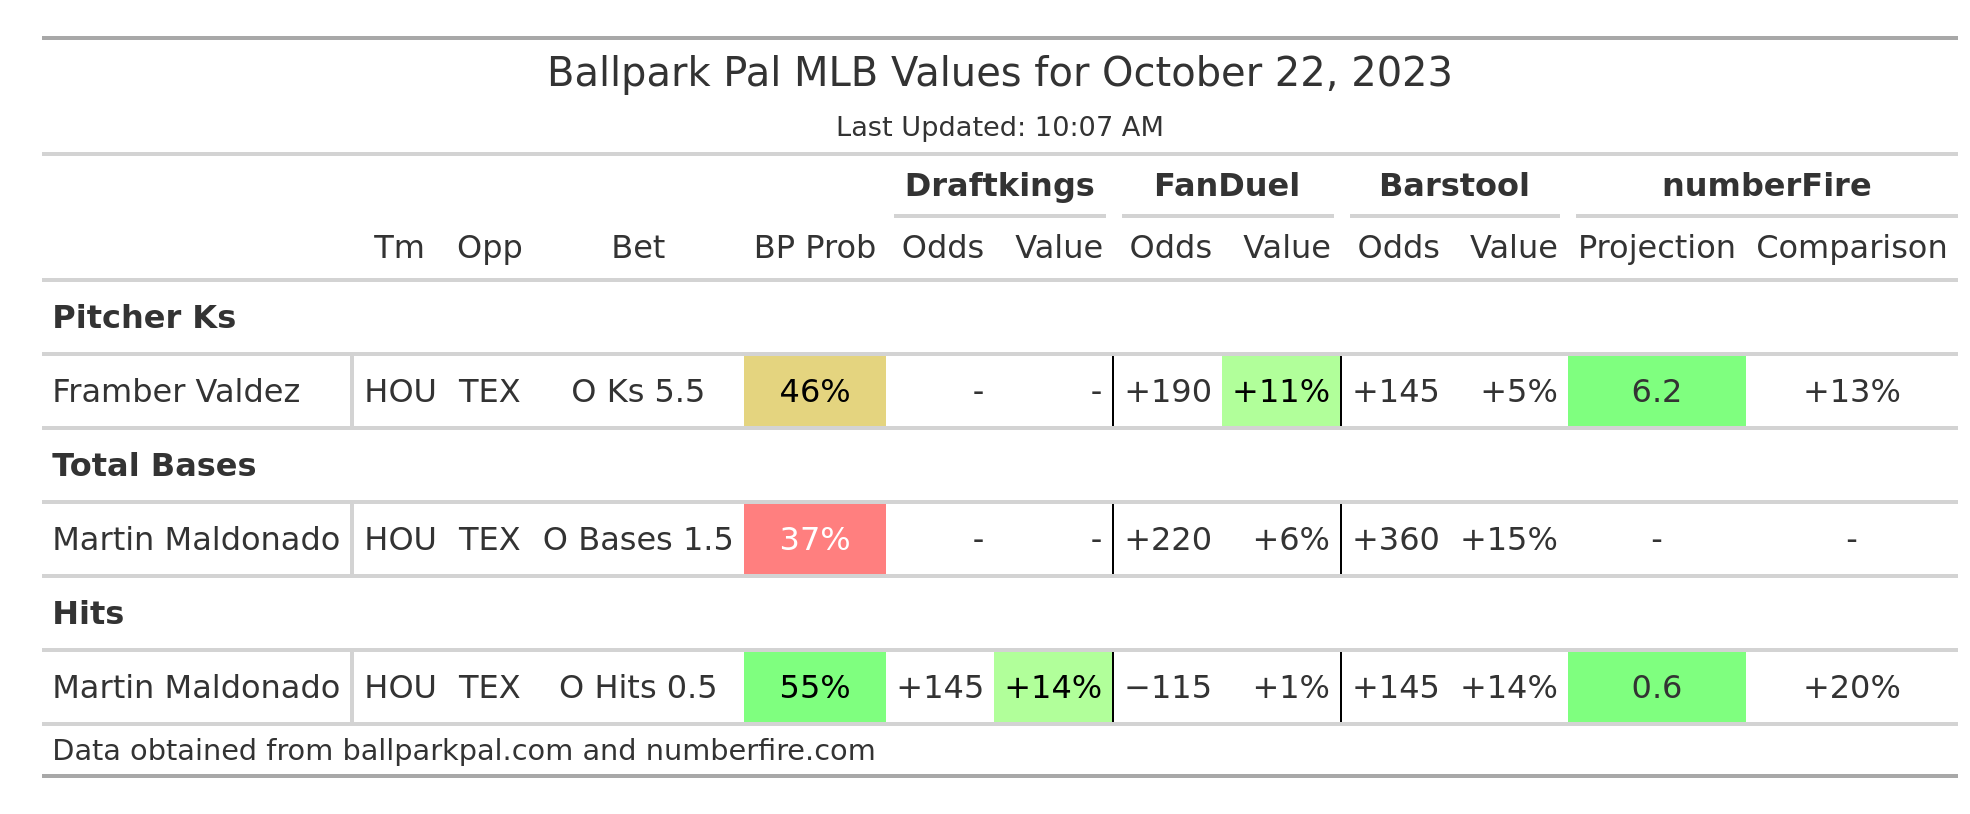 Ballpark Pal MLB Values for October 22, 2023
Last Updated: 10:07 AM
Draftkings FanDuel Barstool numberFire
Tm Opp Bet BP Prob Odds Value Odds Value Odds Value Projection Comparison
Pitcher Ks
Framber Valdez HOU TEX O Ks 5.5 46% - - +190 +11% +145 +5% 6.2 +13%
Total Bases
Martin Maldonado HOU TEX O Bases 1.5 37% - - +220 +6% +360 +15% - -
Hits
Martin Maldonado HOU TEX O Hits 0.5 55% +145 +14% −115 +1% +145 +14% 0.6 +20%
Data obtained from ballparkpal.com and numberfire.com